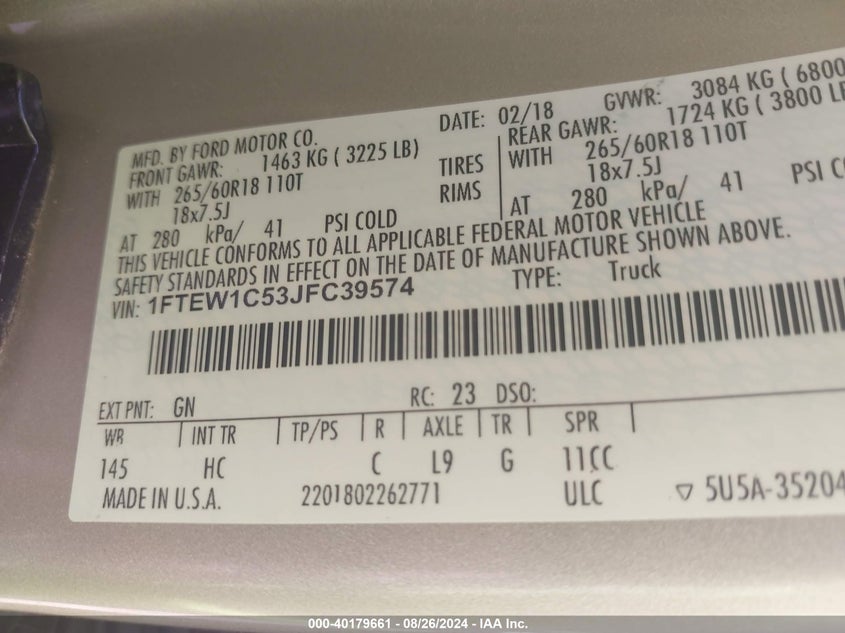 MFD. BY FORD MOTOR CO. DATE: 02/18 GVWR: 3084 KG ( 6800
FRONT GAWR: 1463 KG ( 3225 LB) REAR GAWR: 1724 KG ( 3800 LB
WITH 265/60R18 110T TIRES WITH 265/60R18 110T
18x7.5J RIMS 18x7.5J
AT 280 kPa/ 41 PSI COLD AT 280 kPa/ 41 PSI CO
THIS VEHICLE CONFORMS TO ALL APPLICABLE FEDERAL MOTOR VEHICLE
SAFETY STANDARDS IN EFFECT ON THE DATE OF MANUFACTURE SHOWN ABOVE.
VIN: 1FTEW1C53JFC39574 TYPE: Truck
EXT PNT: GN RC: 23 DSO:
WB INT TR TP/PS R AXLE TR SPR
145 HC C L9 G 11CC
MADE IN U.S.A. 2201802262771 ULC ▽ 5U5A-35204
000-40179661 - 08/26/2024 - IAA Inc.